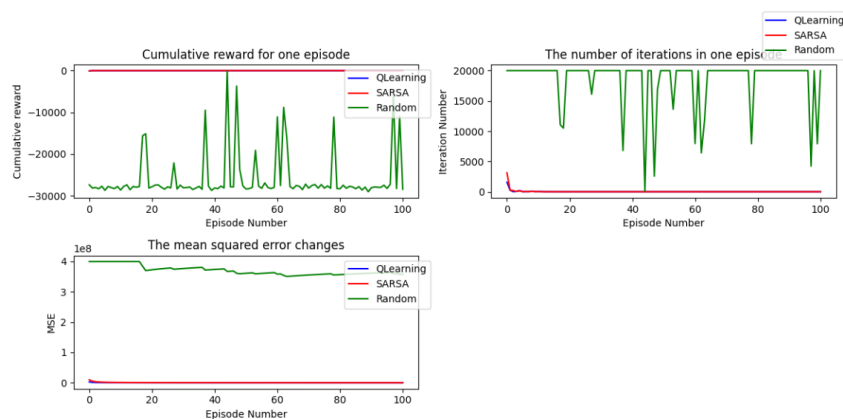 Cumulative reward for one episode
Cumulative reward
0
−10000
−20000
−30000
0 20 40 60 80 100
Episode Number
QLearning
SARSA
Random
The number of iterations in one episode
Iteration Number
20000
15000
10000
5000
0
0 20 40 60 80 100
Episode Number
QLearning
SARSA
Random
The mean squared error changes
1e8
MSE
4
3
2
1
0
0 20 40 60 80 100
Episode Number
QLearning
SARSA
Random